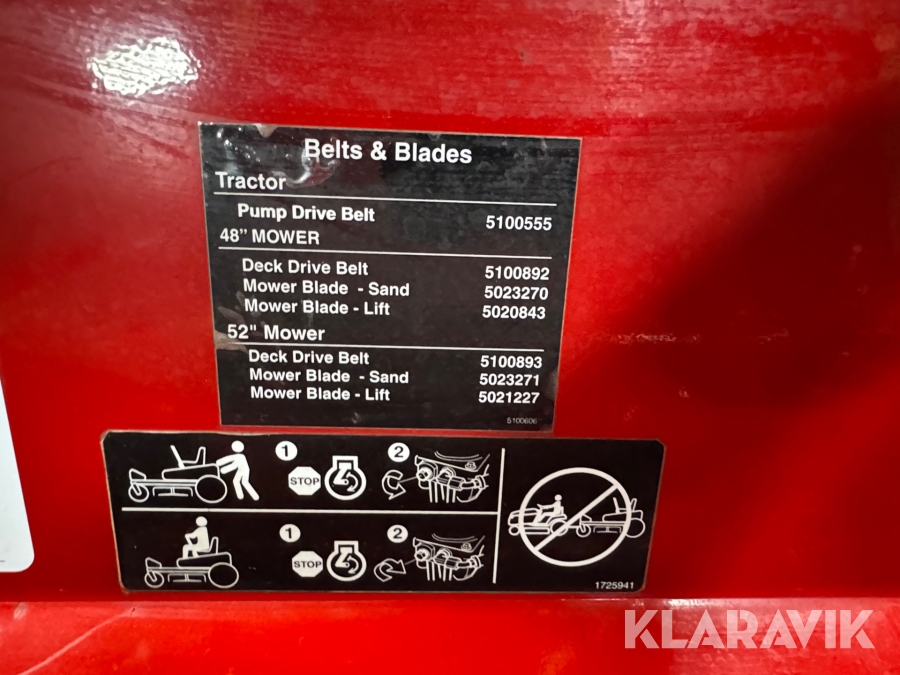 Belts & Blades
Tractor
Pump Drive Belt 5100555
48” MOWER
Deck Drive Belt 5100892
Mower Blade - Sand 5023270
Mower Blade - Lift 5020843
52" Mower
Deck Drive Belt 5100893
Mower Blade - Sand 5023271
Mower Blade - Lift 5021227
5100606
1 2
STOP
1 2
STOP
1725941
KLARAVIK